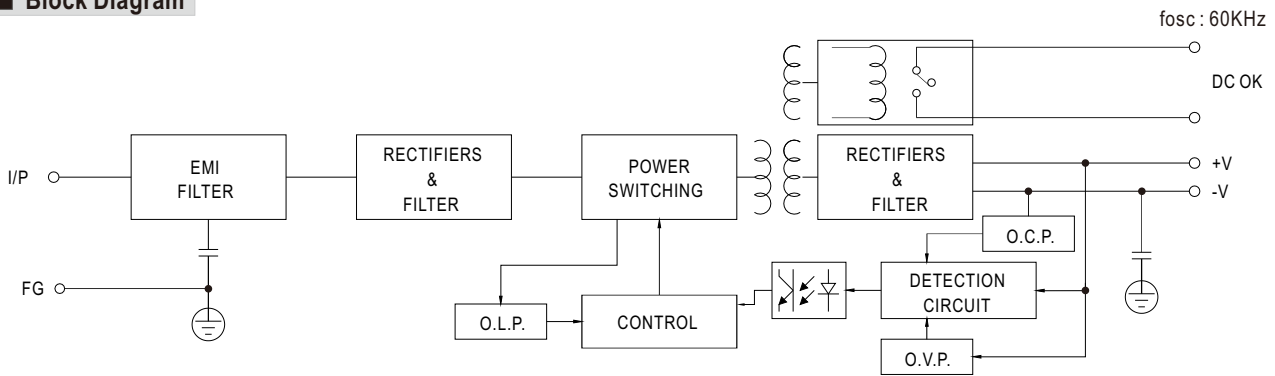 ■ Block Diagram
fosc : 60KHz
DC OK
I/P
EMI
FILTER
RECTIFIERS
&
FILTER
POWER
SWITCHING
RECTIFIERS
&
FILTER
+V
-V
O.C.P.
FG
O.L.P.
CONTROL
DETECTION
CIRCUIT
O.V.P.